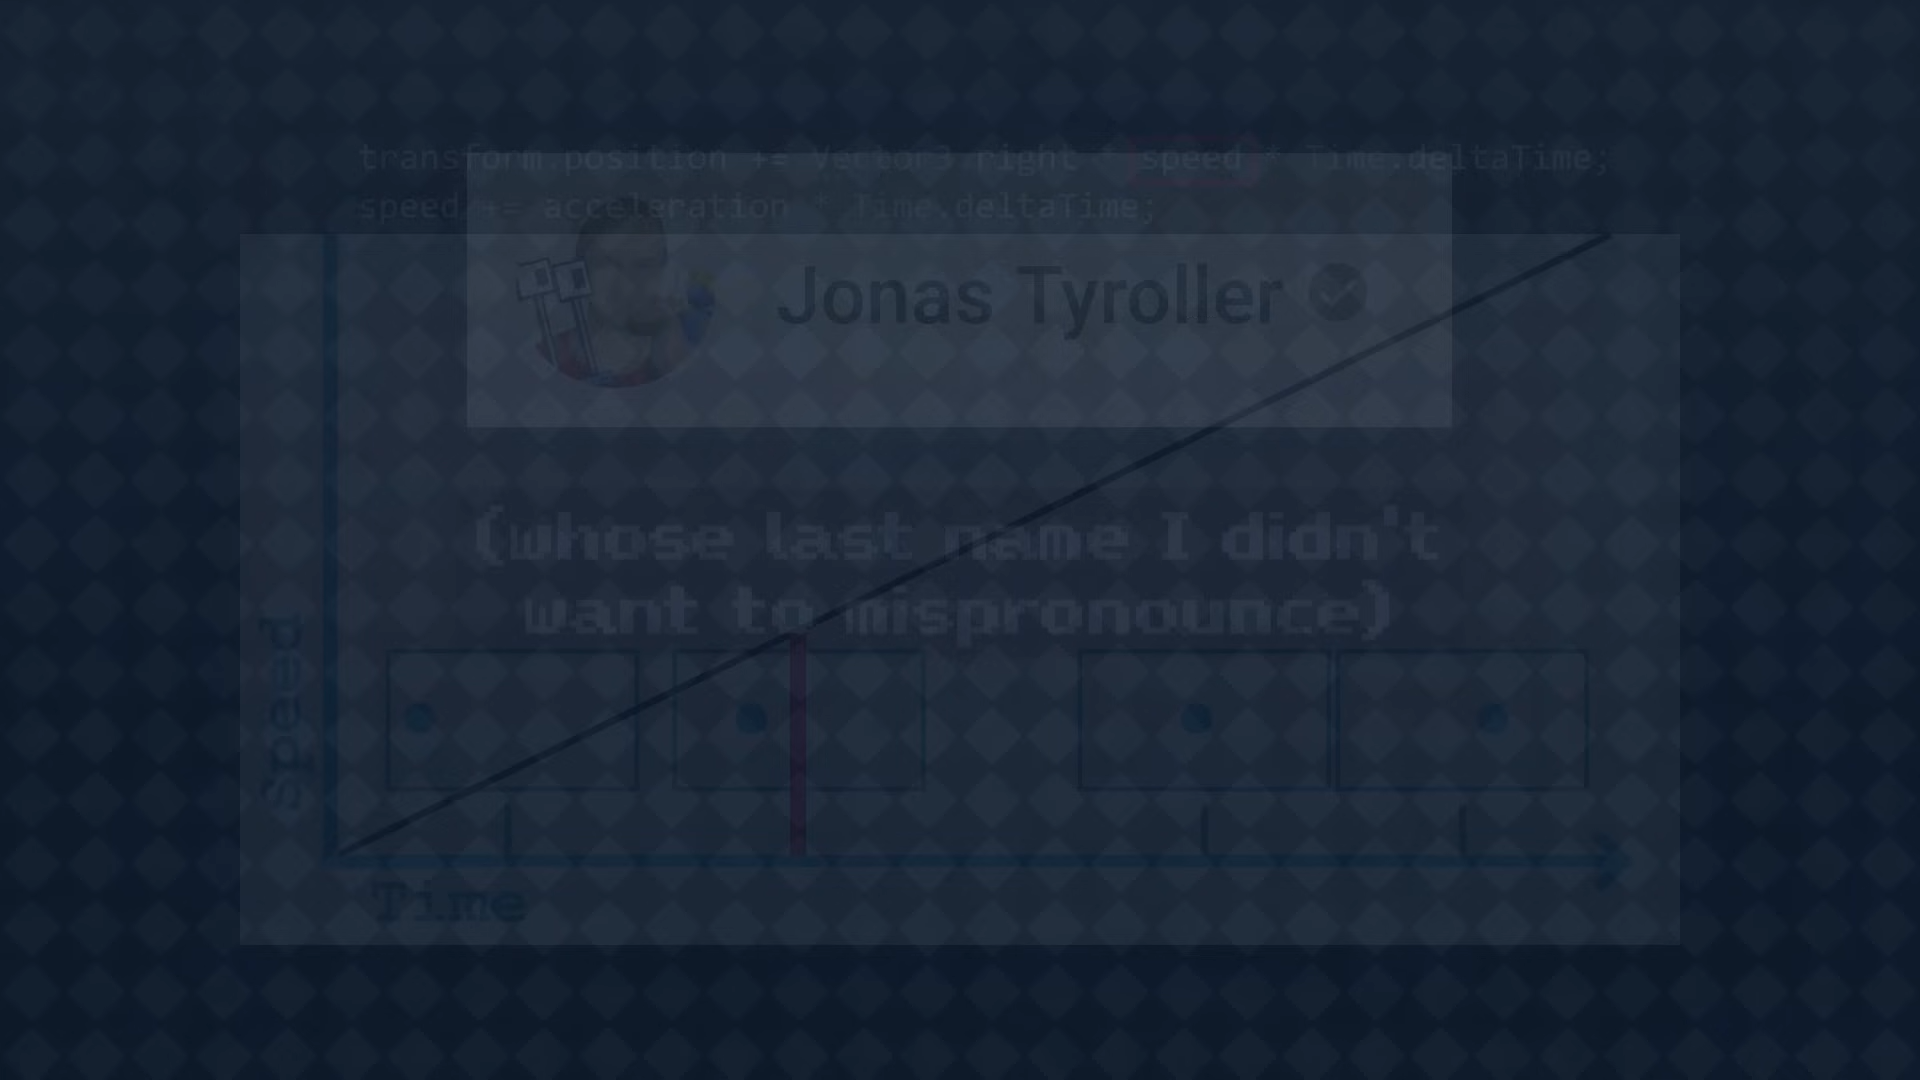 transform.position += Vector3.right * speed * Time.deltaTime;
speed += acceleration * Time.deltaTime;
Jonas Tyroller
(whose last name I didn't
want to mispronounce)
Speed
Time